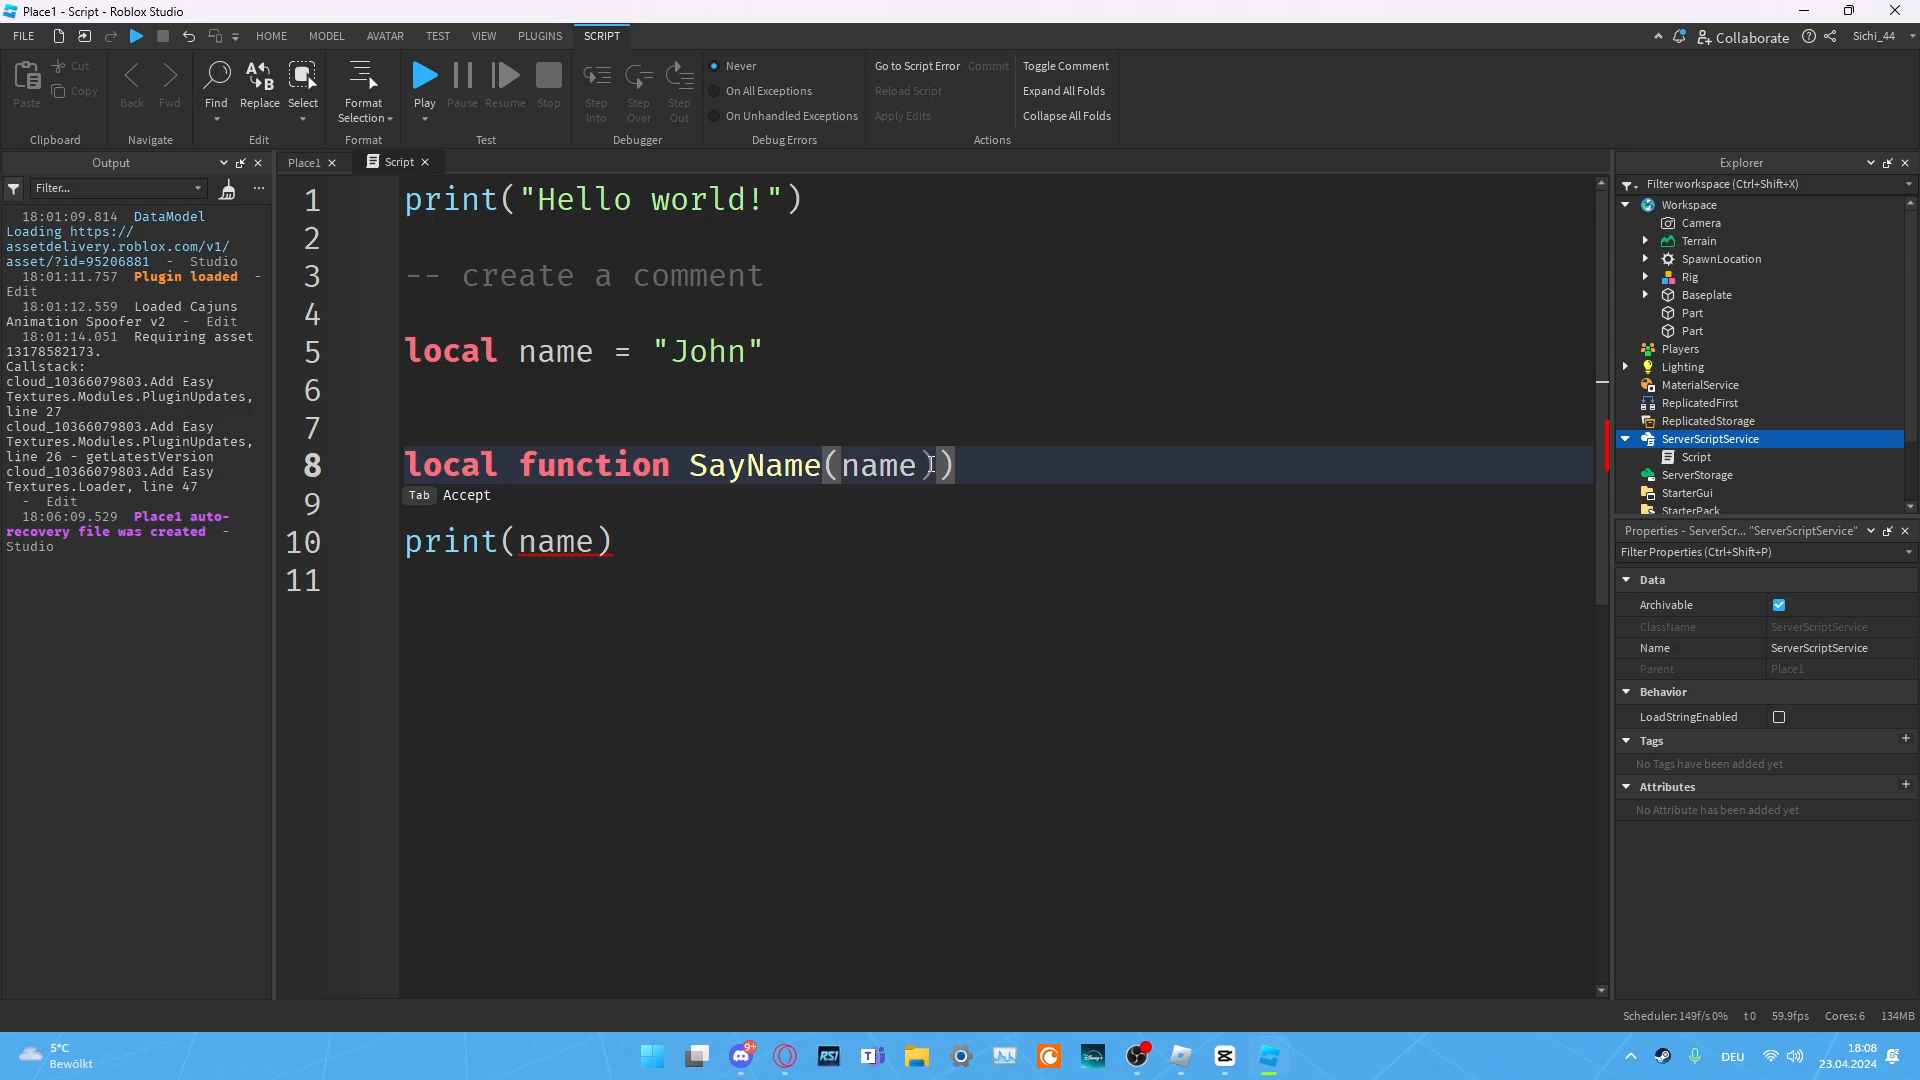 Place1 - Script - Roblox Studio
FILE HOME MODEL AVATAR TEST VIEW PLUGINS SCRIPT Collaborate Sichi_44
Paste Cut Copy
Back Fwd
Find Replace Select
Format Selection
Play Pause Resume Stop
Step Into Step Over Step Out
Never
On All Exceptions
On Unhandled Exceptions
Go to Script Error Commit
Reload Script
Apply Edits
Toggle Comment
Expand All Folds
Collapse All Folds
Clipboard Navigate Edit Format Test Debugger Debug Errors Actions
Output
Filter...
18:01:09.814 DataModel
Loading https://
assetdelivery.roblox.com/v1/
asset/?id=95206881 - Studio
18:01:11.757 Plugin loaded -
Edit
18:01:12.559 Loaded Cajuns
Animation Spoofer v2 - Edit
18:01:14.051 Requiring asset
13178582173.
Callstack:
cloud_10366079803.Add Easy
Textures.Modules.PluginUpdates,
line 27
cloud_10366079803.Add Easy
Textures.Modules.PluginUpdates,
line 26 - getLatestVersion
cloud_10366079803.Add Easy
Textures.Loader, line 47
- Edit
18:06:09.529 Place1 auto-
recovery file was created -
Studio
Place1 Script
1 print("Hello world!")
2
3 -- create a comment
4
5 local name = "John"
6
7
8 local function SayName(name))
Tab Accept
9
10 print(name)
11
Explorer
Filter workspace (Ctrl+Shift+X)
Workspace
Camera
Terrain
SpawnLocation
Rig
Baseplate
Part
Part
Players
Lighting
MaterialService
ReplicatedFirst
ReplicatedStorage
ServerScriptService
Script
ServerStorage
StarterGui
StarterPack
Properties - ServerScr... "ServerScriptService"
Filter Properties (Ctrl+Shift+P)
Data
Archivable
ClassName ServerScriptService
Name ServerScriptService
Parent Place1
Behavior
LoadStringEnabled
Tags +
No Tags have been added yet
Attributes +
No Attribute has been added yet
Scheduler: 149f/s 0% t 0 59.9fps Cores: 6 134MB
5°C
Bewölkt
9+
RSI
DEU
18:08
23.04.2024